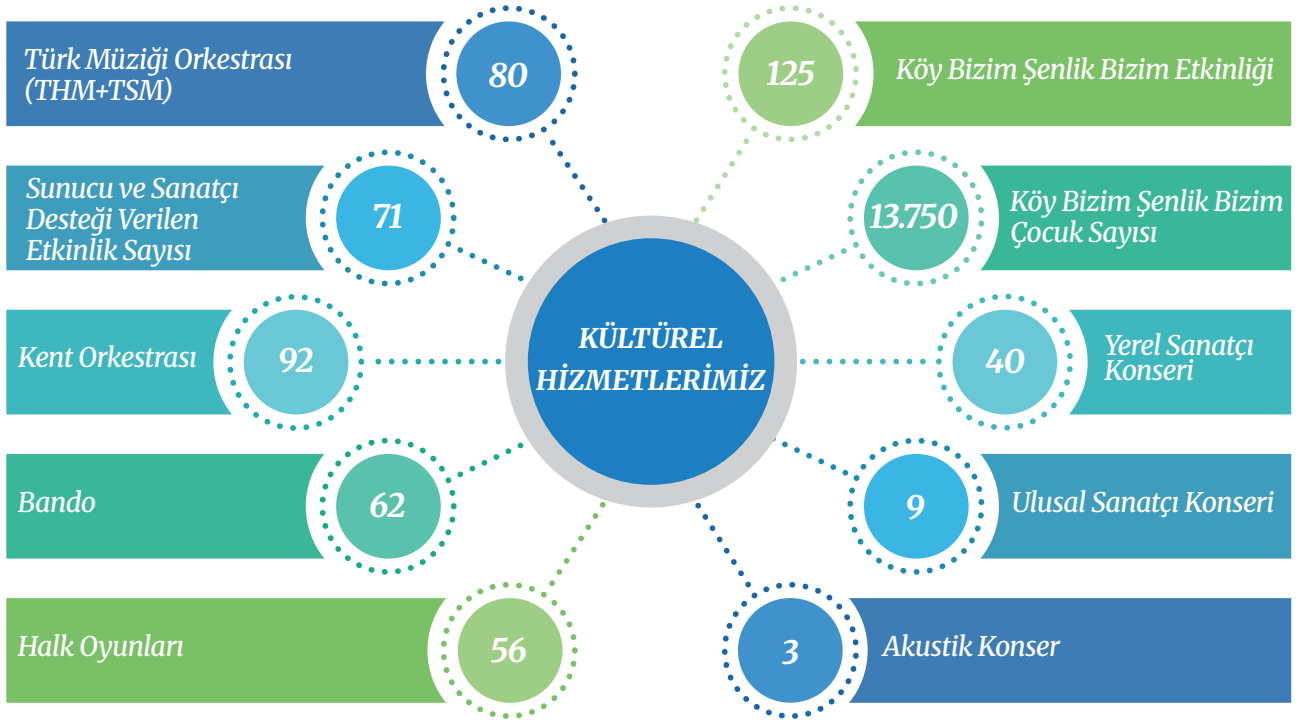 Türk Müziği Orkestrası
(THM+TSM)
80
Sunucu ve Sanatçı
Desteği Verilen
Etkinlik Sayısı
71
Kent Orkestrası
92
Bando
62
Halk Oyunları
56
KÜLTÜREL
HİZMETLERİMİZ
125
Köy Bizim Şenlik Bizim Etkinliği
13.750
Köy Bizim Şenlik Bizim
Çocuk Sayısı
40
Yerel Sanatçı
Konseri
9
Ulusal Sanatçı Konseri
3
Akustik Konser